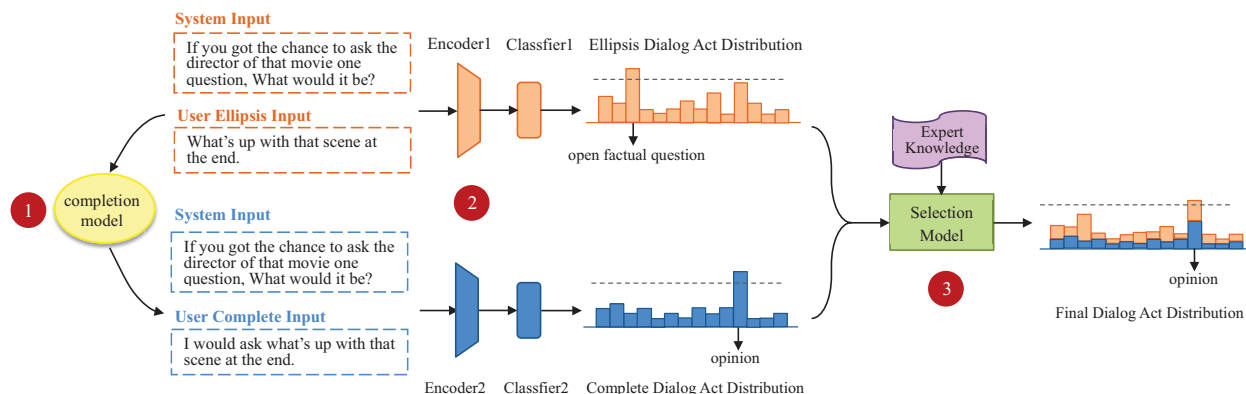 System Input
If you got the chance to ask the
director of that movie one
question, What would it be?
User Ellipsis Input
What's up with that scene at
the end.
1
completion
model
System Input
If you got the chance to ask the
director of that movie one
question, What would it be?
User Complete Input
I would ask what's up with that
scene at the end.
Encoder1
Classfier1
Ellipsis Dialog Act Distribution
open factual question
2
opinion
Encoder2
Classfier2
Complete Dialog Act Distribution
Expert
Knowledge
Selection
Model
3
opinion
Final Dialog Act Distribution